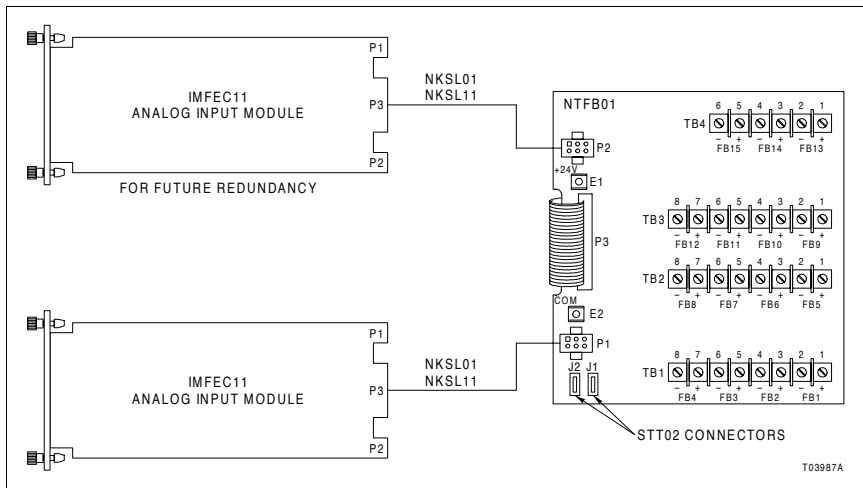 P1
IMFEC11
ANALOG INPUT MODULE
P3
P2
FOR FUTURE REDUNDANCY
NKSL01
NKSL11
NTFB01
P2
+24V
E1
P3
COM
E2
P1
J2 J1
TB4
6 5 4 3 2 1
– + – + – +
FB15 FB14 FB13
TB3
8 7 6 5 4 3 2 1
– + – + – + – +
FB12 FB11 FB10 FB9
TB2
8 7 6 5 4 3 2 1
– + – + – + – +
FB8 FB7 FB6 FB5
TB1
8 7 6 5 4 3 2 1
– + – + – + – +
FB4 FB3 FB2 FB1
P1
IMFEC11
ANALOG INPUT MODULE
P3
P2
NKSL01
NKSL11
STT02 CONNECTORS
T03987A